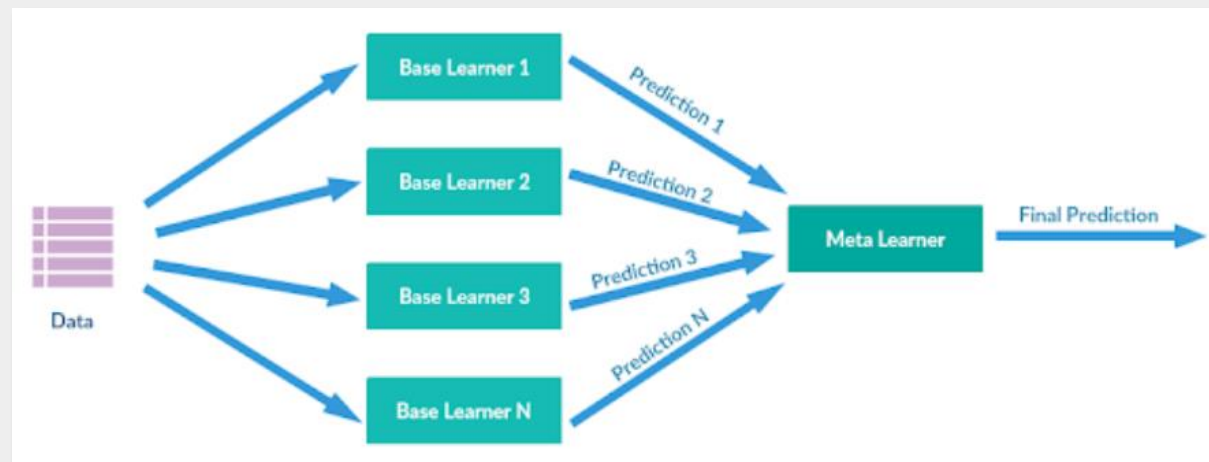 Base Learner 1
Prediction 1
Base Learner 2
Prediction 2
Meta Learner
Final Prediction
Base Learner 3
Prediction 3
Data
Base Learner N
Prediction N